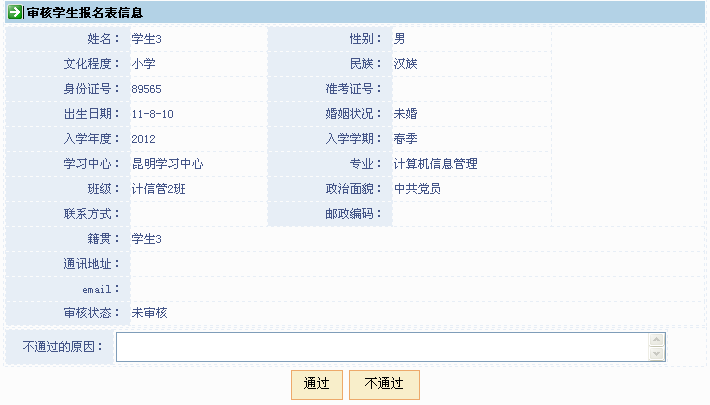 审核学生报名表信息
姓名： 学生3 性别： 男
文化程度： 小学 民族： 汉族
身份证号： 89565 准考证号：
出生日期： 11-8-10 婚姻状况： 未婚
入学年度： 2012 入学学期： 春季
学习中心： 昆明学习中心 专业： 计算机信息管理
班级： 计信管2班 政治面貌： 中共党员
联系方式： 邮政编码：
籍贯： 学生3
通讯地址：
email：
审核状态： 未审核
不通过的原因：
通过 不通过